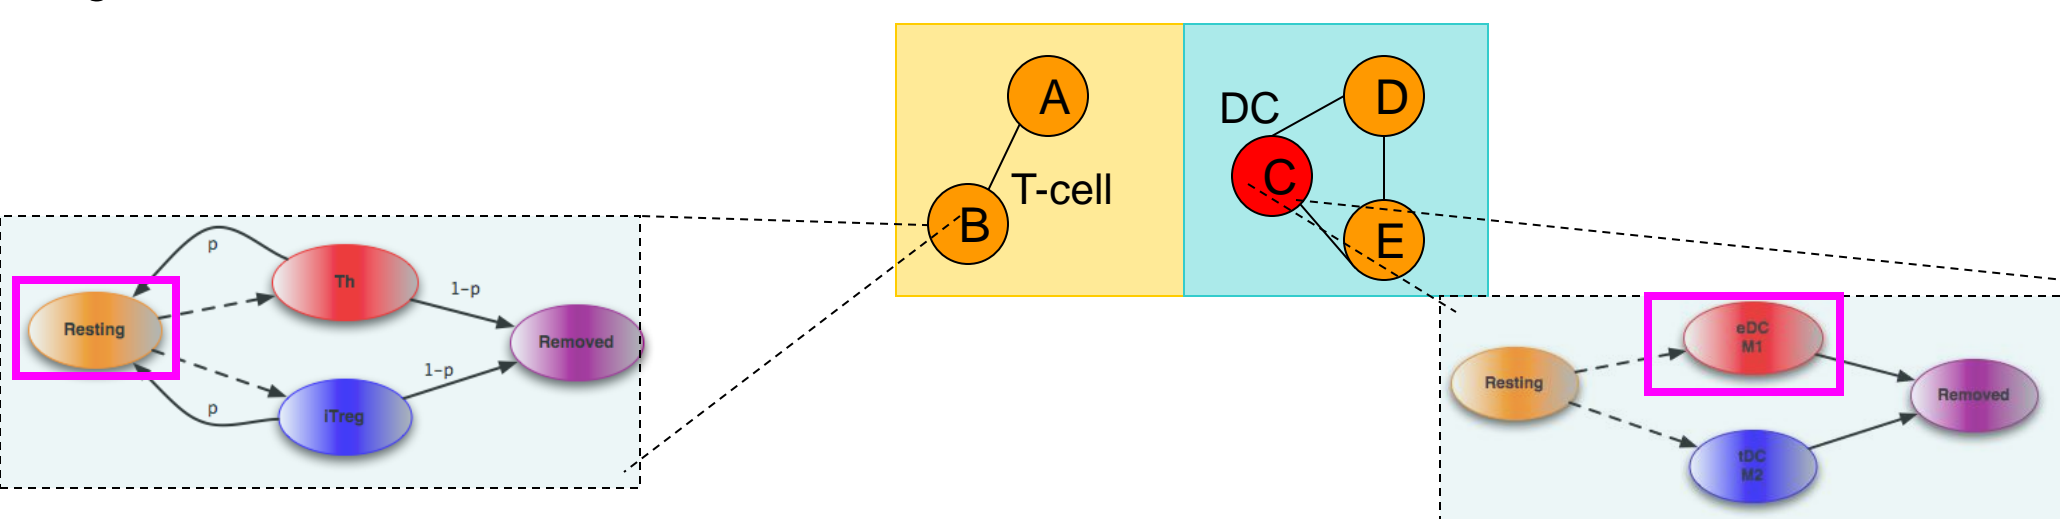 A
B
T-cell
DC
C
D
E
p
Resting
Th
1-p
Removed
1-p
iTreg
p
Resting
eDC
M1
Removed
tDC
M2